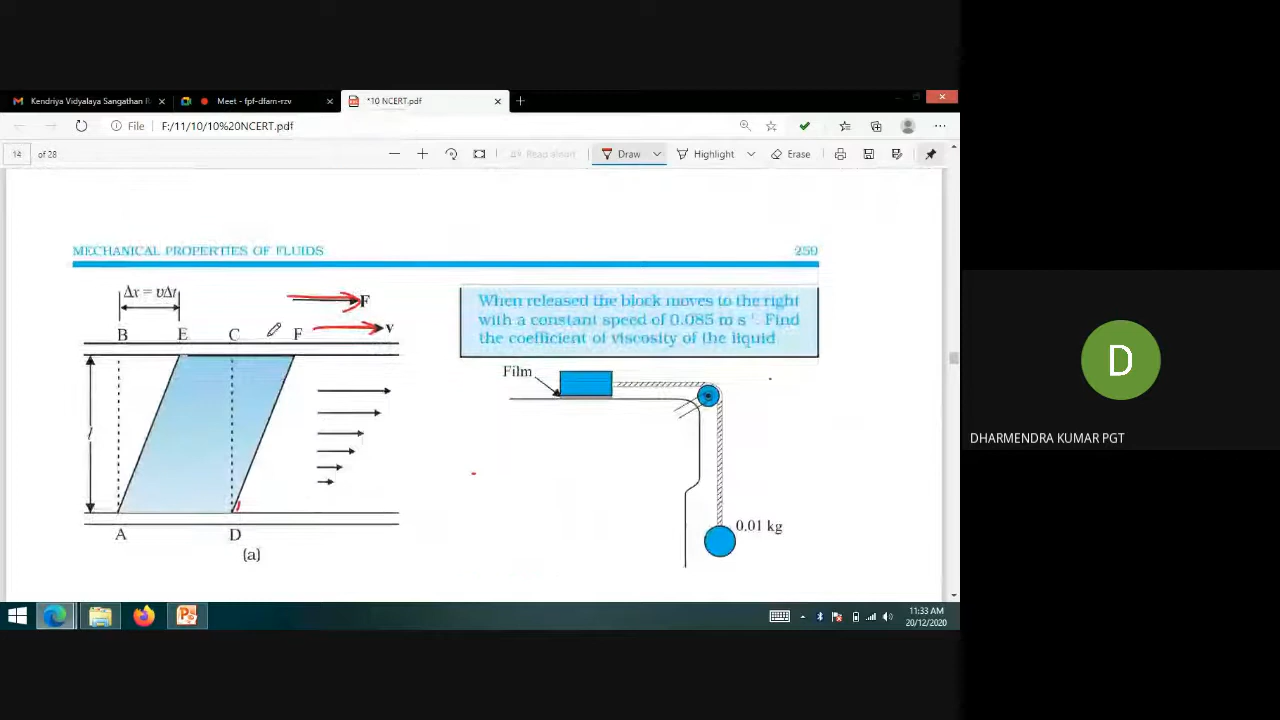 Kendriya Vidyalaya Sangathan
Meet - fpf-dfam-rzv
*10 NCERT.pdf
File
F:/11/10/10%20NCERT.pdf
14
of 28
Read aloud
Draw
Highlight
Erase
MECHANICAL PROPERTIES OF FLUIDS
259
Δx = υΔt
F
v
B
E
C
F
l
A
D
(a)
When released the block moves to the right
with a constant speed of 0.085 m s⁻¹. Find
the coefficient of viscosity of the liquid
Film
0.01 kg
11:33 AM
20/12/2020
D
DHARMENDRA KUMAR PGT